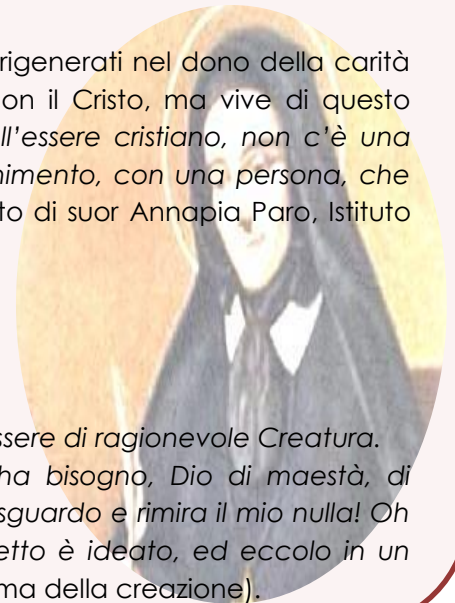 rigenerati nel dono della carità
on il Cristo, ma vive di questo
ll’essere cristiano, non c’è una
nimento, con una persona, che
to di suor Annapia Paro, Istituto
ssere di ragionevole Creatura.
ha bisogno, Dio di maestà, di
sguardo e rimira il mio nulla! Oh
etto è ideato, ed eccolo in un
ma della creazione).